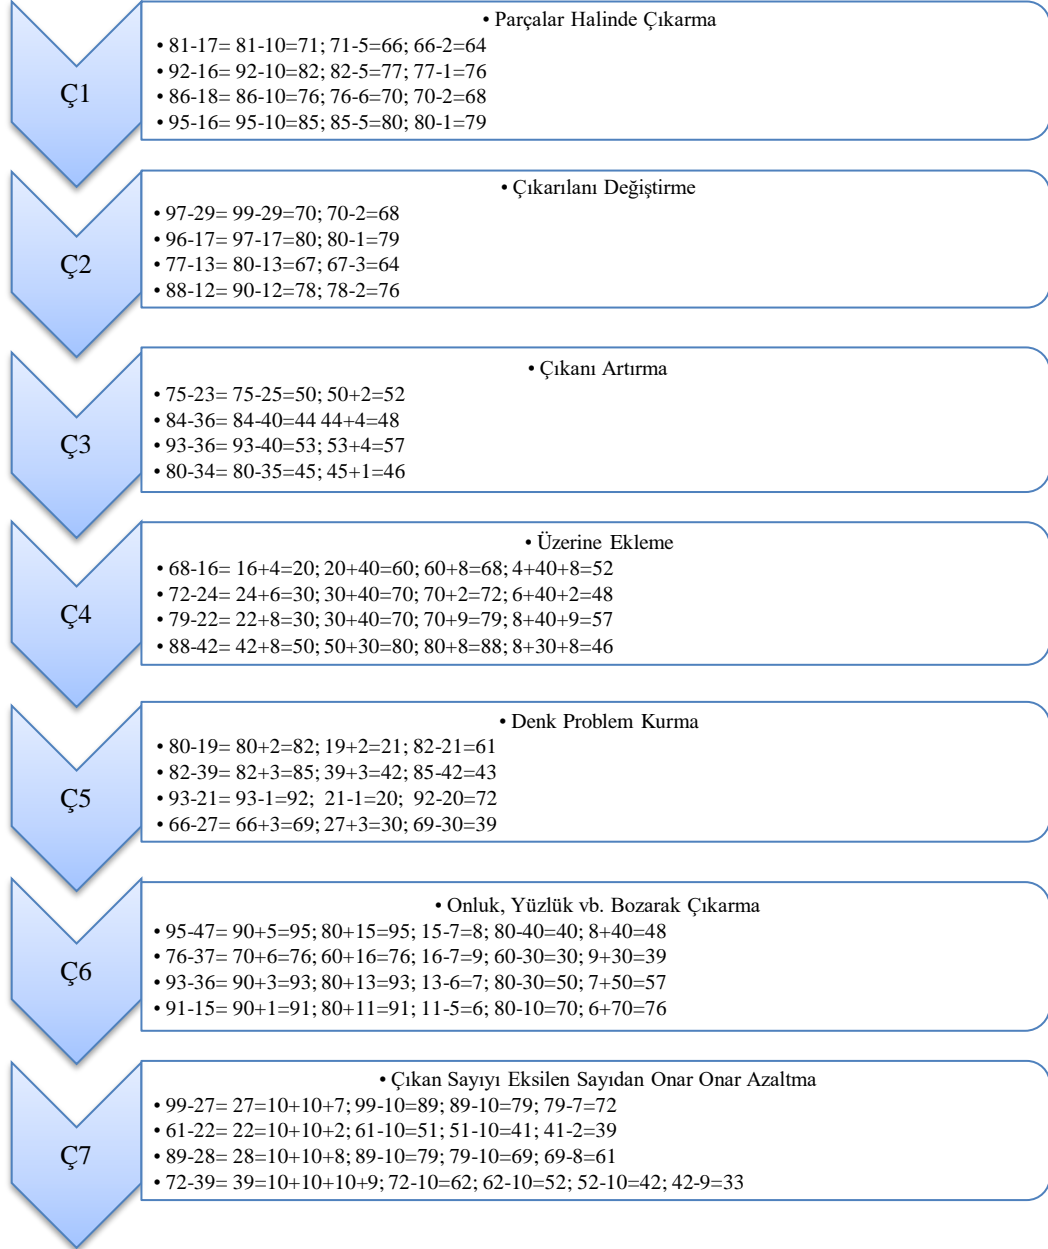 • Parçalar Halinde Çıkarma
• 81-17= 81-10=71; 71-5=66; 66-2=64
• 92-16= 92-10=82; 82-5=77; 77-1=76
Ç1
• 86-18= 86-10=76; 76-6=70; 70-2=68
• 95-16= 95-10=85; 85-5=80; 80-1=79
• Çıkarılanı Değiştirme
• 97-29= 99-29=70; 70-2=68
• 96-17= 97-17=80; 80-1=79
Ç2
• 77-13= 80-13=67; 67-3=64
• 88-12= 90-12=78; 78-2=76
• Çıkanı Artırma
• 75-23= 75-25=50; 50+2=52
• 84-36= 84-40=44 44+4=48
Ç3
• 93-36= 93-40=53; 53+4=57
• 80-34= 80-35=45; 45+1=46
• Üzerine Ekleme
• 68-16= 16+4=20; 20+40=60; 60+8=68; 4+40+8=52
• 72-24= 24+6=30; 30+40=70; 70+2=72; 6+40+2=48
Ç4
• 79-22= 22+8=30; 30+40=70; 70+9=79; 8+40+9=57
• 88-42= 42+8=50; 50+30=80; 80+8=88; 8+30+8=46
• Denk Problem Kurma
• 80-19= 80+2=82; 19+2=21; 82-21=61
• 82-39= 82+3=85; 39+3=42; 85-42=43
Ç5
• 93-21= 93-1=92; 21-1=20; 92-20=72
• 66-27= 66+3=69; 27+3=30; 69-30=39
• Onluk, Yüzlük vb. Bozarak Çıkarma
• 95-47= 90+5=95; 80+15=95; 15-7=8; 80-40=40; 8+40=48
• 76-37= 70+6=76; 60+16=76; 16-7=9; 60-30=30; 9+30=39
Ç6
• 93-36= 90+3=93; 80+13=93; 13-6=7; 80-30=50; 7+50=57
• 91-15= 90+1=91; 80+11=91; 11-5=6; 80-10=70; 6+70=76
• Çıkan Sayıyı Eksilen Sayıdan Onar Onar Azaltma
• 99-27= 27=10+10+7; 99-10=89; 89-10=79; 79-7=72
• 61-22= 22=10+10+2; 61-10=51; 51-10=41; 41-2=39
Ç7
• 89-28= 28=10+10+8; 89-10=79; 79-10=69; 69-8=61
• 72-39= 39=10+10+10+9; 72-10=62; 62-10=52; 52-10=42; 42-9=33